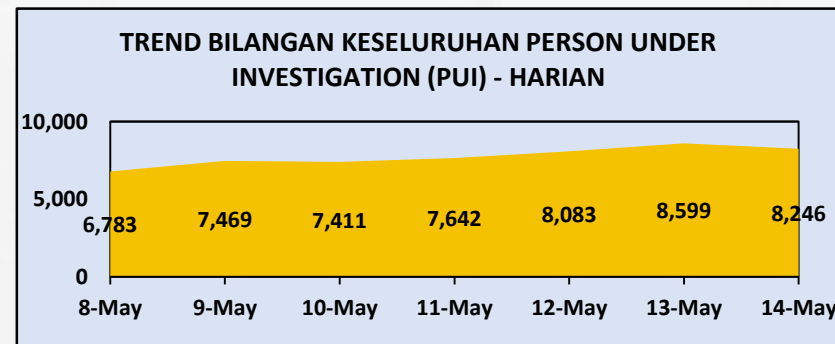 TREND BILANGAN KESELURUHAN PERSON UNDER
INVESTIGATION (PUI) - HARIAN
10,000
5,000
0
6,783 7,469 7,411 7,642 8,083 8,599 8,246
8-May 9-May 10-May 11-May 12-May 13-May 14-May